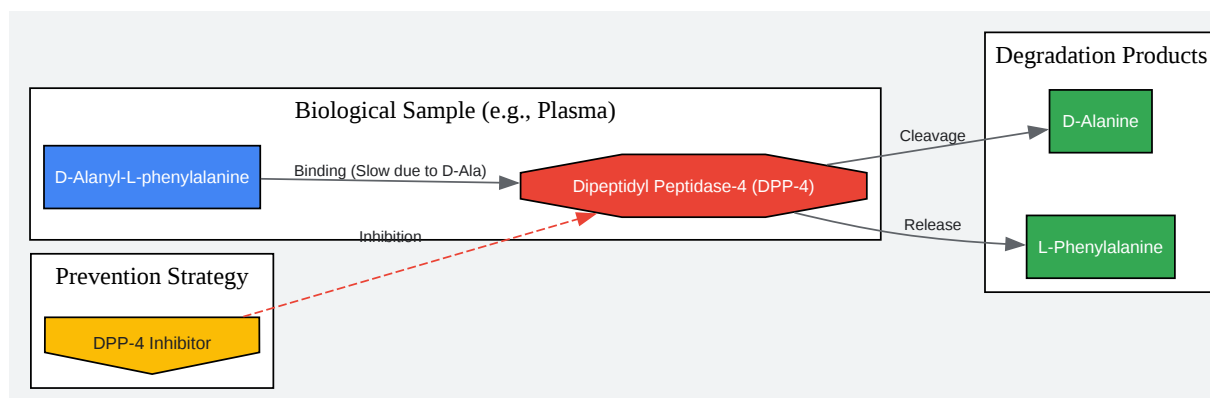 Degradation Products
Biological Sample (e.g., Plasma)
D-Alanyl-L-phenylalanine
Binding (Slow due to D-Ala)
Dipeptidyl Peptidase-4 (DPP-4)
Cleavage
D-Alanine
Release
L-Phenylalanine
Inhibition
Prevention Strategy
DPP-4 Inhibitor